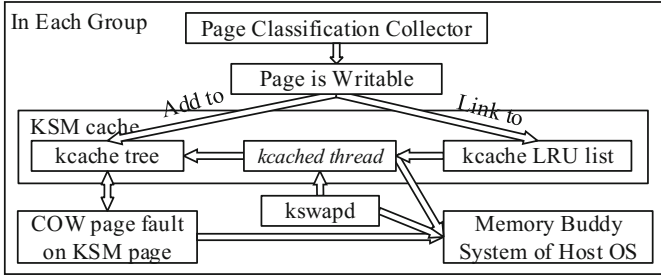 In Each Group
Page Classification Collector
Page is Writable
Add to
Link to
KSM cache
kcache tree
kcached thread
kcache LRU list
kswapd
COW page fault
on KSM page
Memory Buddy
System of Host OS